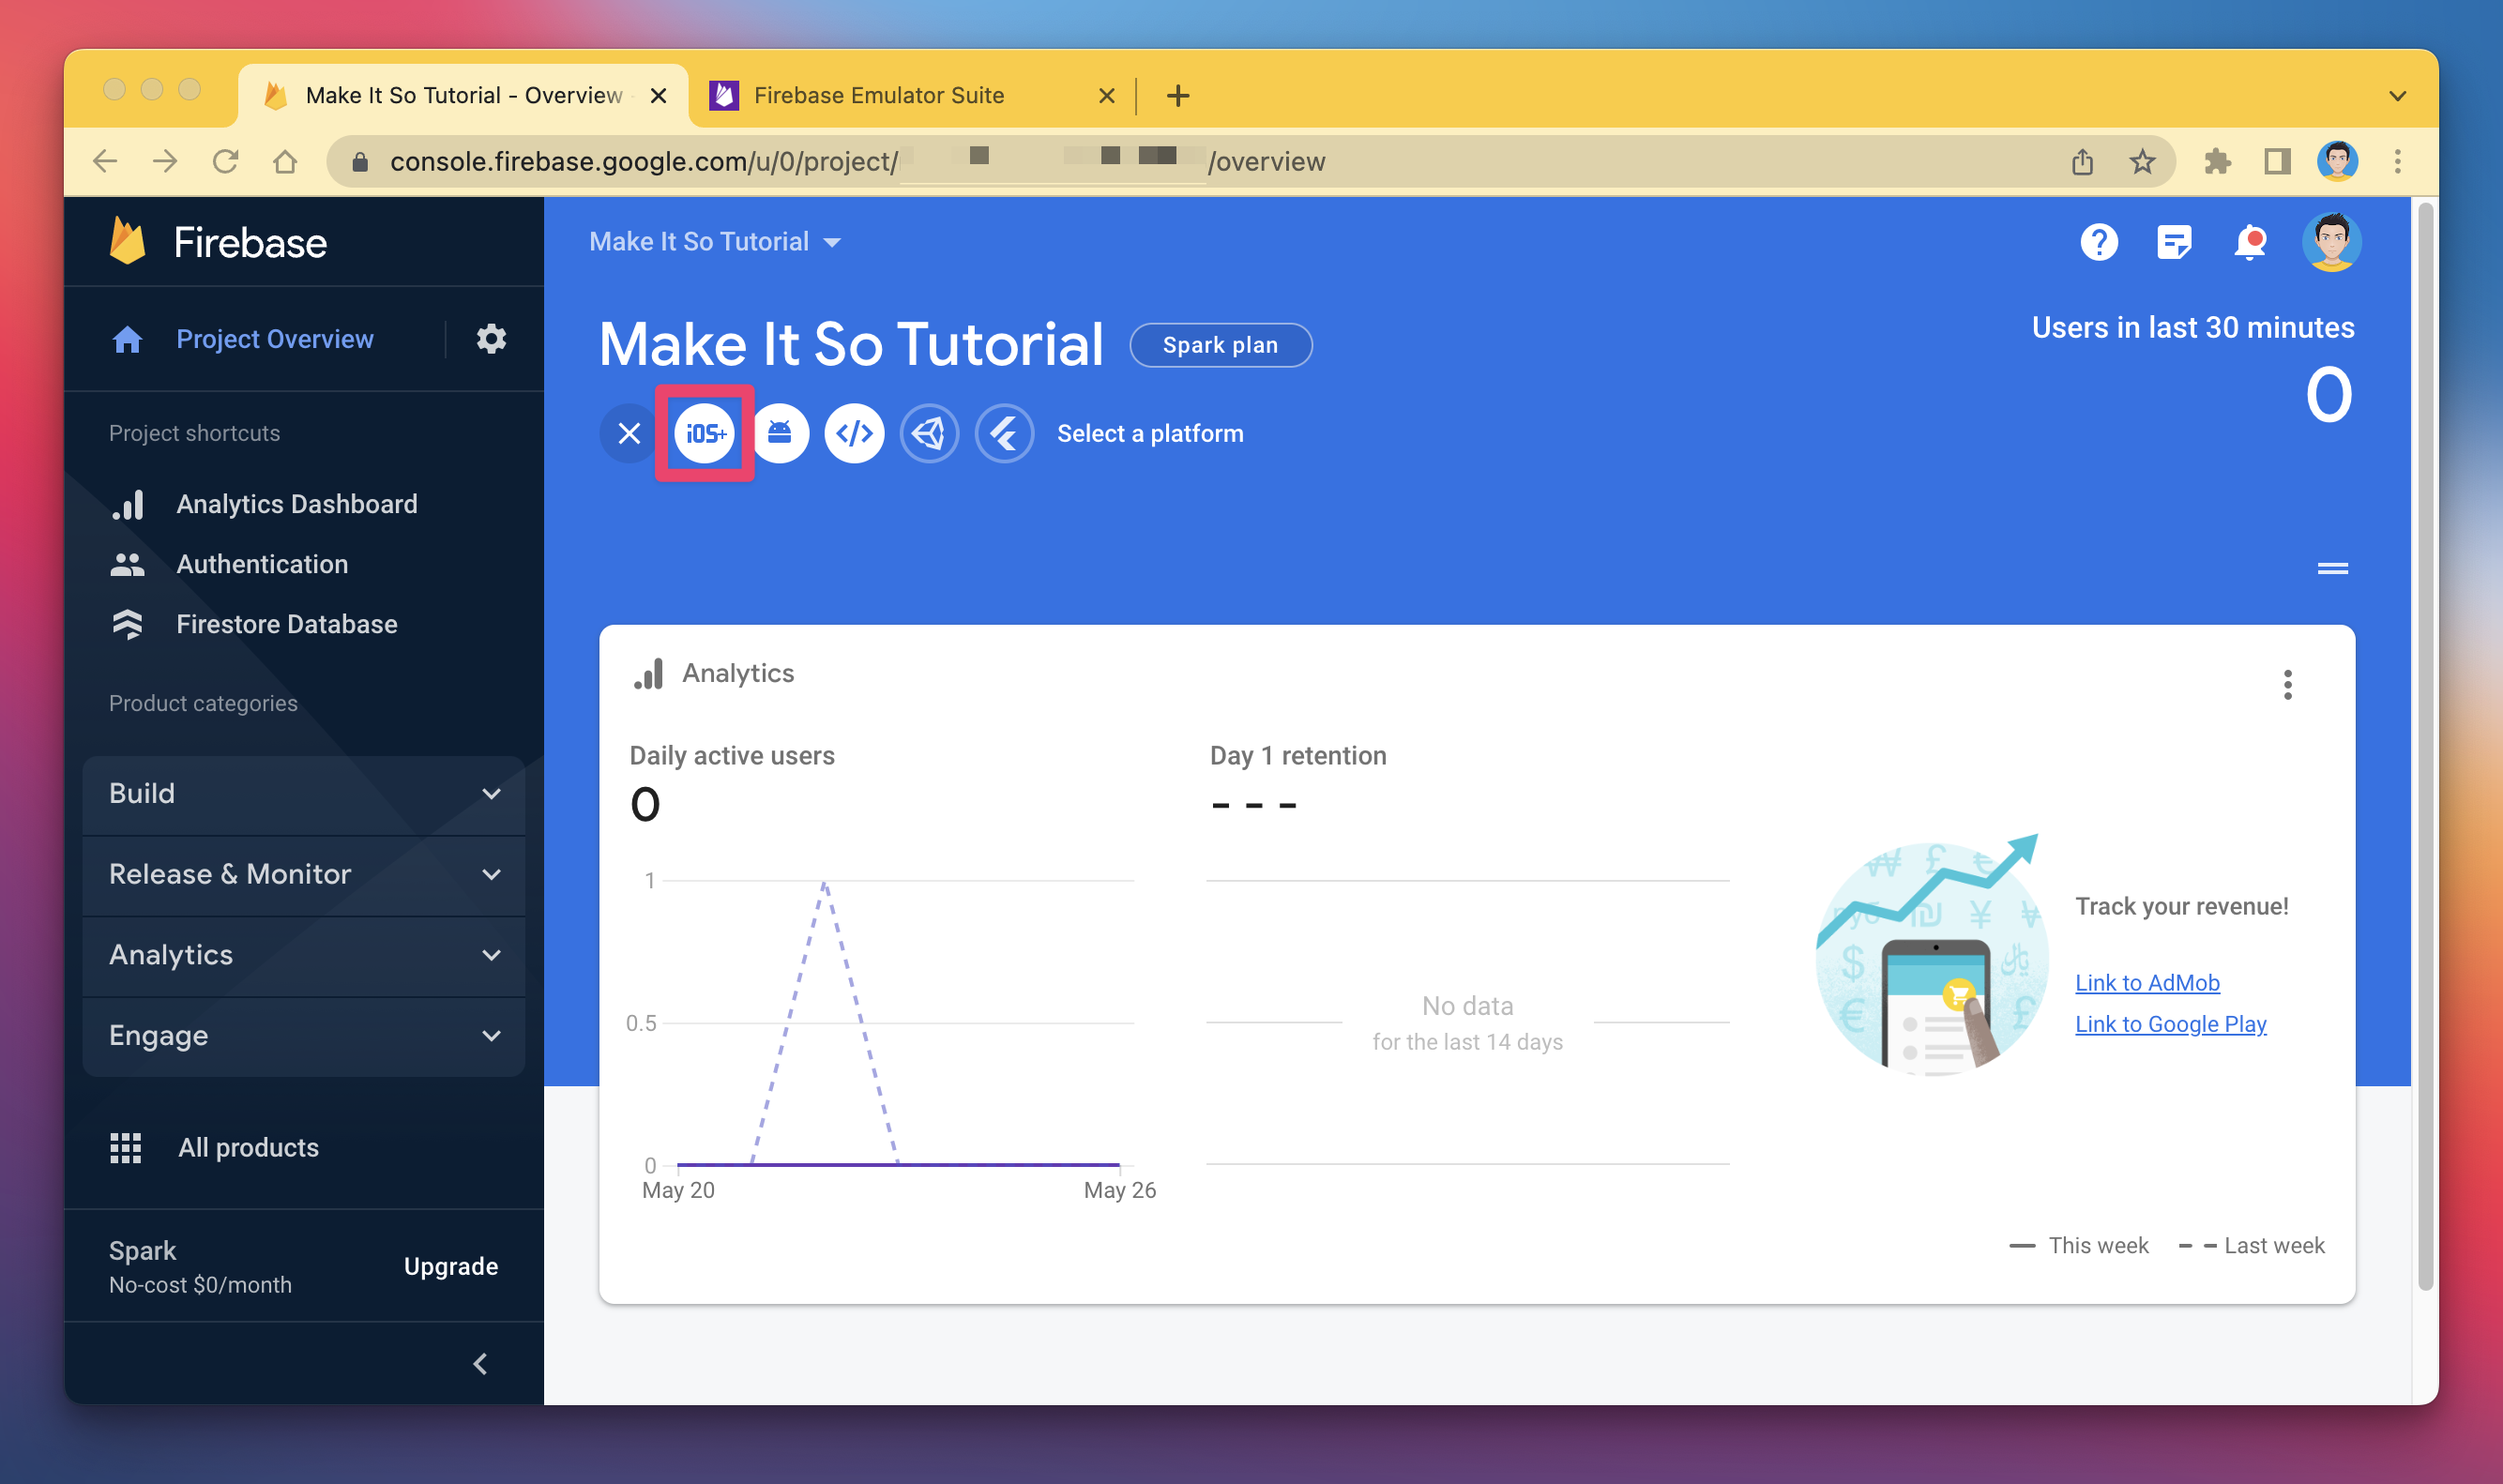 Make It So Tutorial - Overview
Firebase Emulator Suite
console.firebase.google.com/u/0/project/
/overview
Firebase
Project Overview
Project shortcuts
Analytics Dashboard
Authentication
Firestore Database
Product categories
Build
Release & Monitor
Analytics
Engage
All products
Spark
No-cost $0/month
Upgrade
Make It So Tutorial
Make It So Tutorial
Spark plan
iOS+
Select a platform
Users in last 30 minutes
0
Analytics
Daily active users
0
1
0.5
0
May 20
May 26
Day 1 retention
- - -
No data
for the last 14 days
Track your revenue!
Link to AdMob
Link to Google Play
This week
Last week